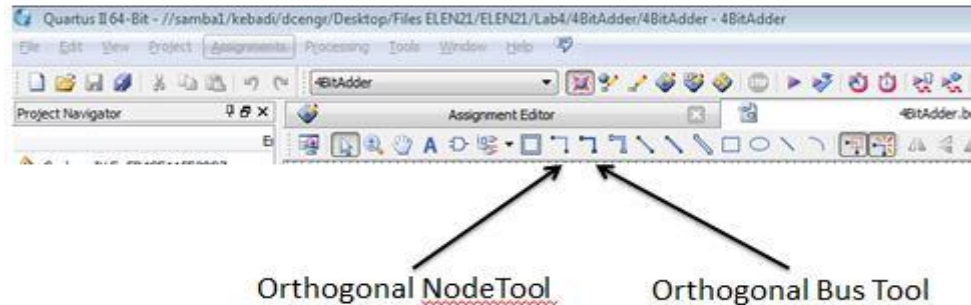 Quartus II 64-Bit - //samba1/kebadi/dcengr/Desktop/Files ELEN21/ELEN21/Lab4/4BitAdder/4BitAdder - 4BitAdder
File Edit View Project Assignments Processing Tools Window Help
4BitAdder
Project Navigator
Assignment Editor
4BitAdder.b
Orthogonal NodeTool
Orthogonal Bus Tool